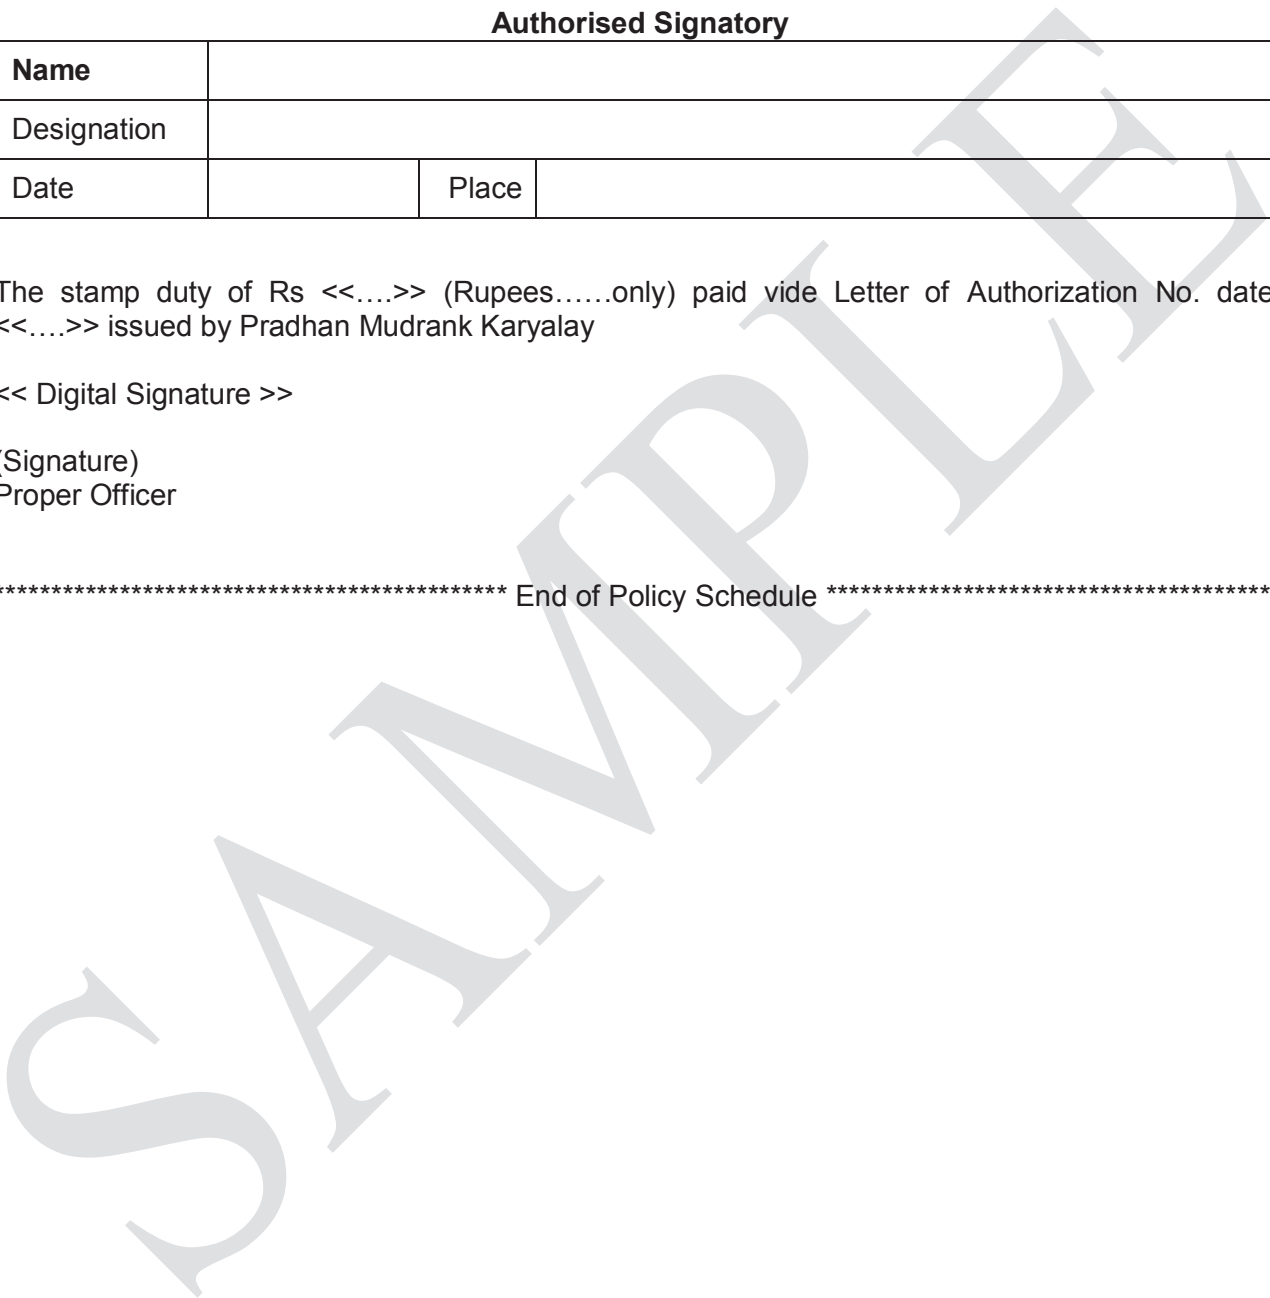 Authorised Signatory
Name
Designation
Date Place
The stamp duty of Rs <<….>> (Rupees……only) paid vide Letter of Authorization No. date
<<….>> issued by Pradhan Mudrank Karyalay
<< Digital Signature >>
(Signature)
Proper Officer
********************************************* End of Policy Schedule ***************************************
SAMPLE